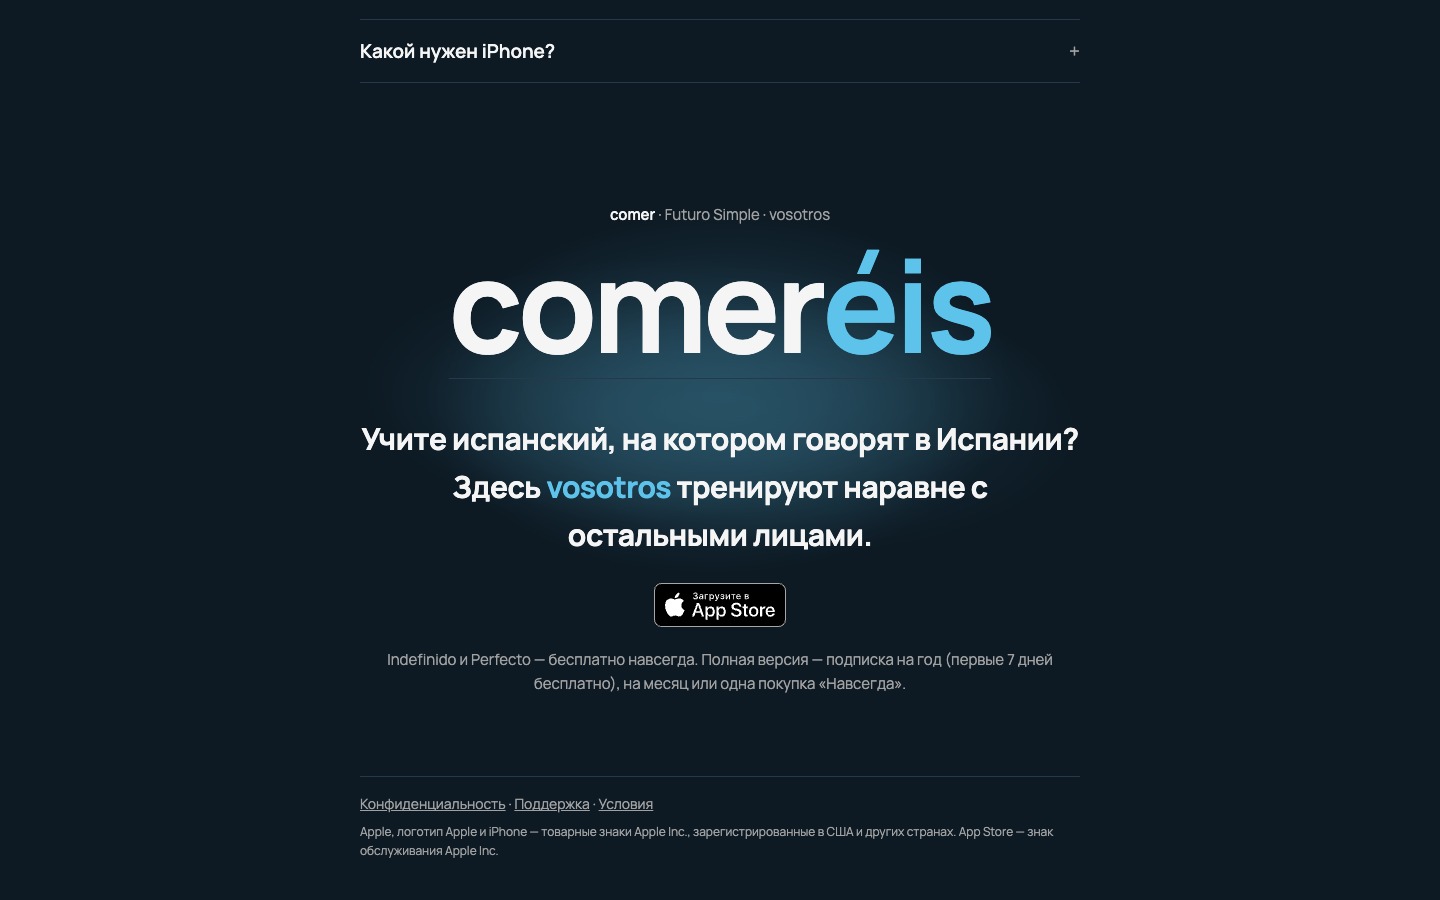 Какой нужен iPhone?
+
comer · Futuro Simple · vosotros
comeréis
Учите испанский, на котором говорят в Испании?
Здесь vosotros тренируют наравне с
остальными лицами.
Загрузите в
App Store
Indefinido и Perfecto — бесплатно навсегда. Полная версия — подписка на год (первые 7 дней
бесплатно), на месяц или одна покупка «Навсегда».
Конфиденциальность · Поддержка · Условия
Apple, логотип Apple и iPhone — товарные знаки Apple Inc., зарегистрированные в США и других странах. App Store — знак
обслуживания Apple Inc.